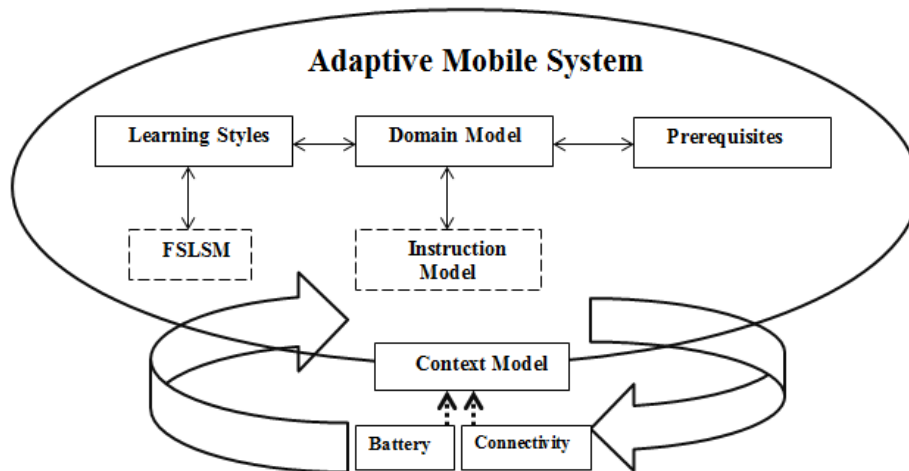 Adaptive Mobile System
Learning Styles
Domain Model
Prerequisites
FSLSM
Instruction
Model
Context Model
Battery
Connectivity